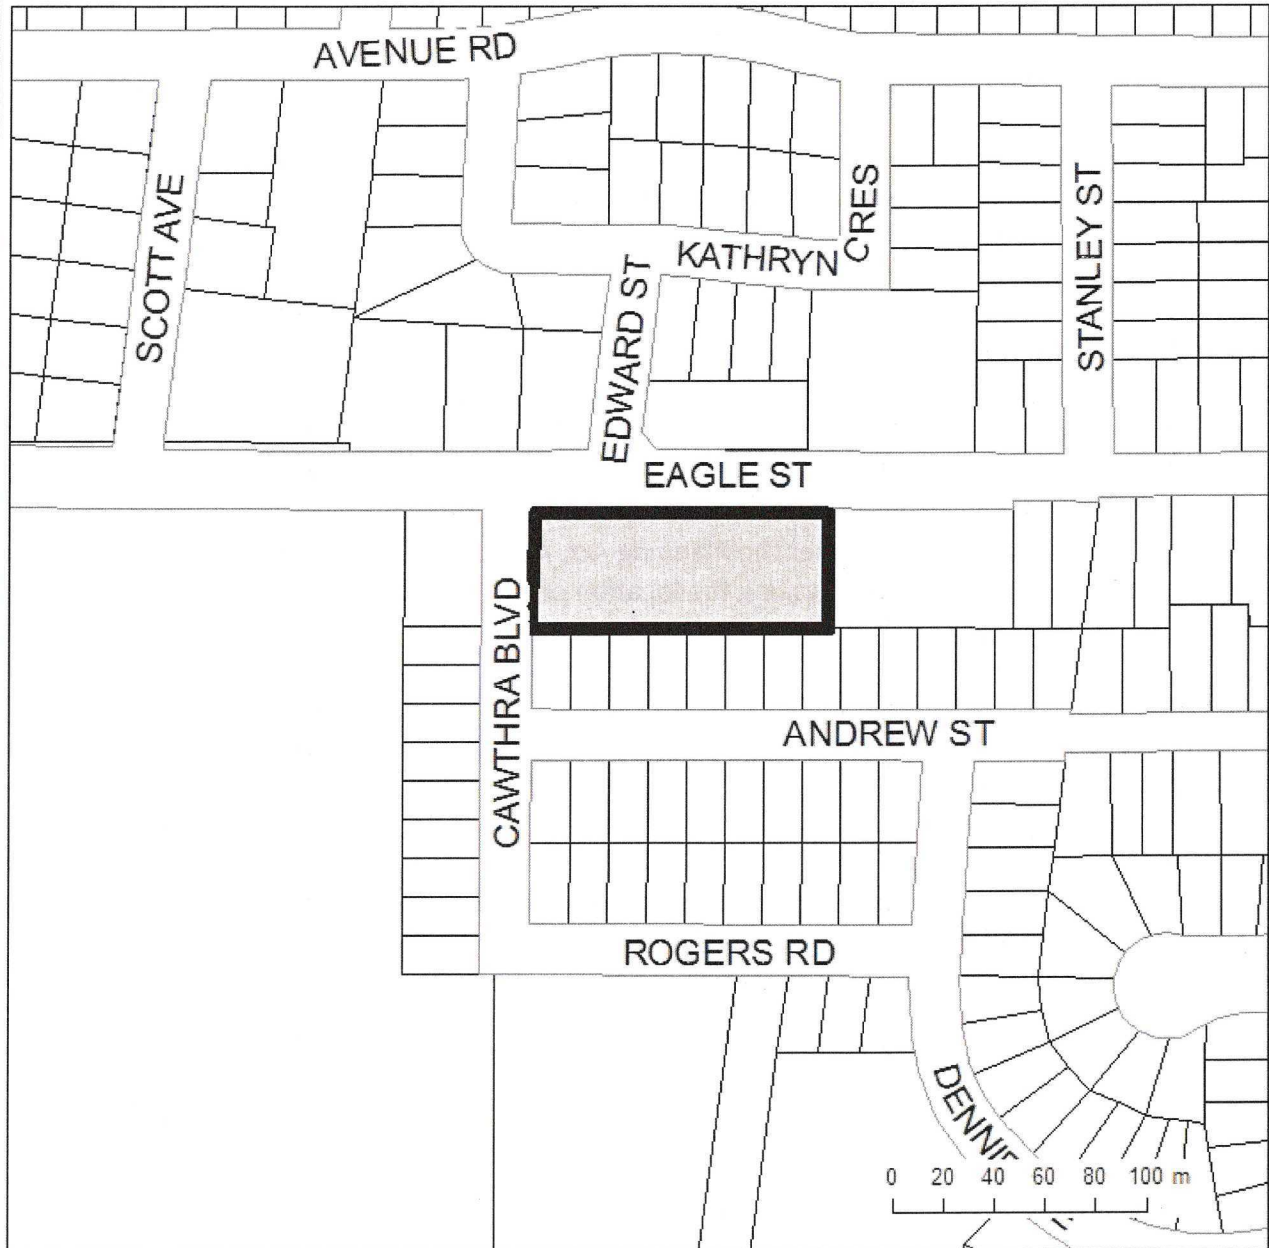 AVENUE RD
SCOTT AVE
KATHRYN CRES
STANLEY ST
EDWARD ST
EAGLE ST
CAWTHRA BLVD
ANDREW ST
ROGERS RD
0 20 40 60 80 100 m